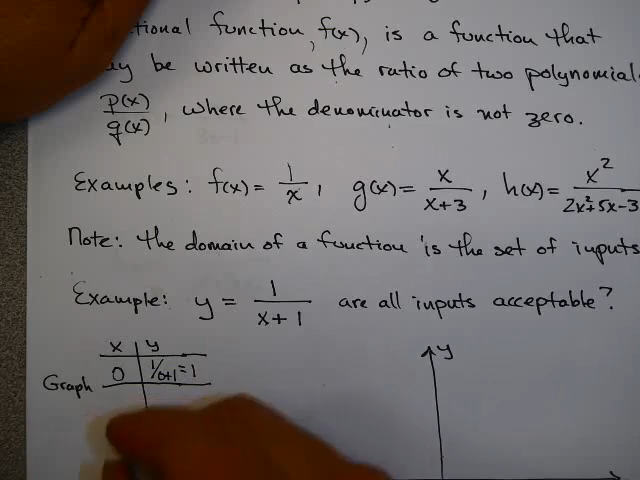 tional function, f(x), is a function that
be written as the ratio of two polynomial
p(x)/q(x), where the denominator is not zero.
Examples: f(x) = 1/x, g(x) = x/x+3, h(x) = x²/2x²+5x-3
Note: the domain of a function is the set of inputs
Example: y = 1/x+1 are all inputs acceptable?
x y
0 1/0+1 = 1
Graph
y